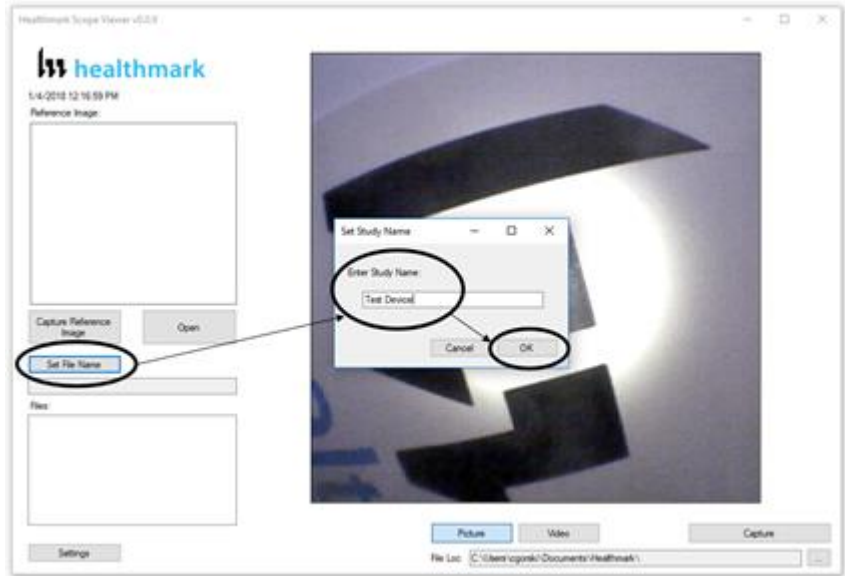 Healthmark Scope Viewer v0.0.9
healthmark
1/4/2018 12:16:59 PM
Reference Image:
Capture Reference
Image
Open
Set File Name
Files:
Settings
Set Study Name
Enter Study Name:
Test Device
Cancel
OK
Picture
Video
Capture
File Loc: